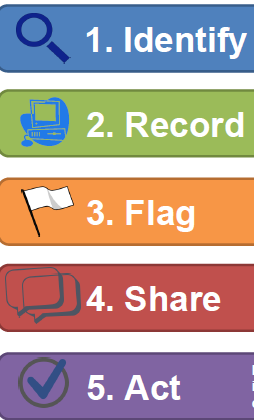 1. Identify
2. Record
3. Flag
4. Share
5. Act